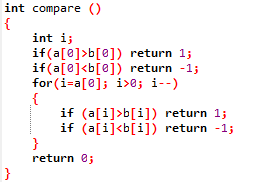 int compare ()
{
    int i;
    if(a[0]>b[0]) return 1;
    if(a[0]<b[0]) return -1;
    for(i=a[0]; i>0; i--)
    {
        if (a[i]>b[i]) return 1;
        if (a[i]<b[i]) return -1;
    }
    return 0;
}